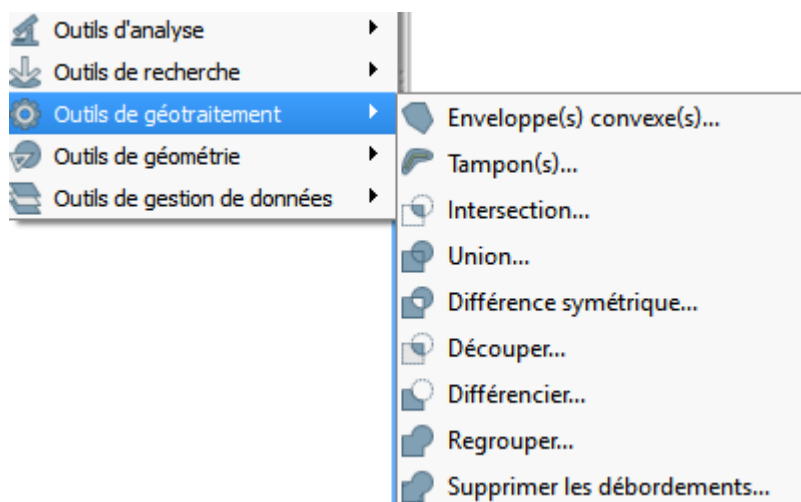 Outils d'analyse
Outils de recherche
Outils de géotraitement
Outils de géométrie
Outils de gestion de données
Enveloppe(s) convexe(s)...
Tampon(s)...
Intersection...
Union...
Différence symétrique...
Découper...
Différencier...
Regrouper...
Supprimer les débordements...